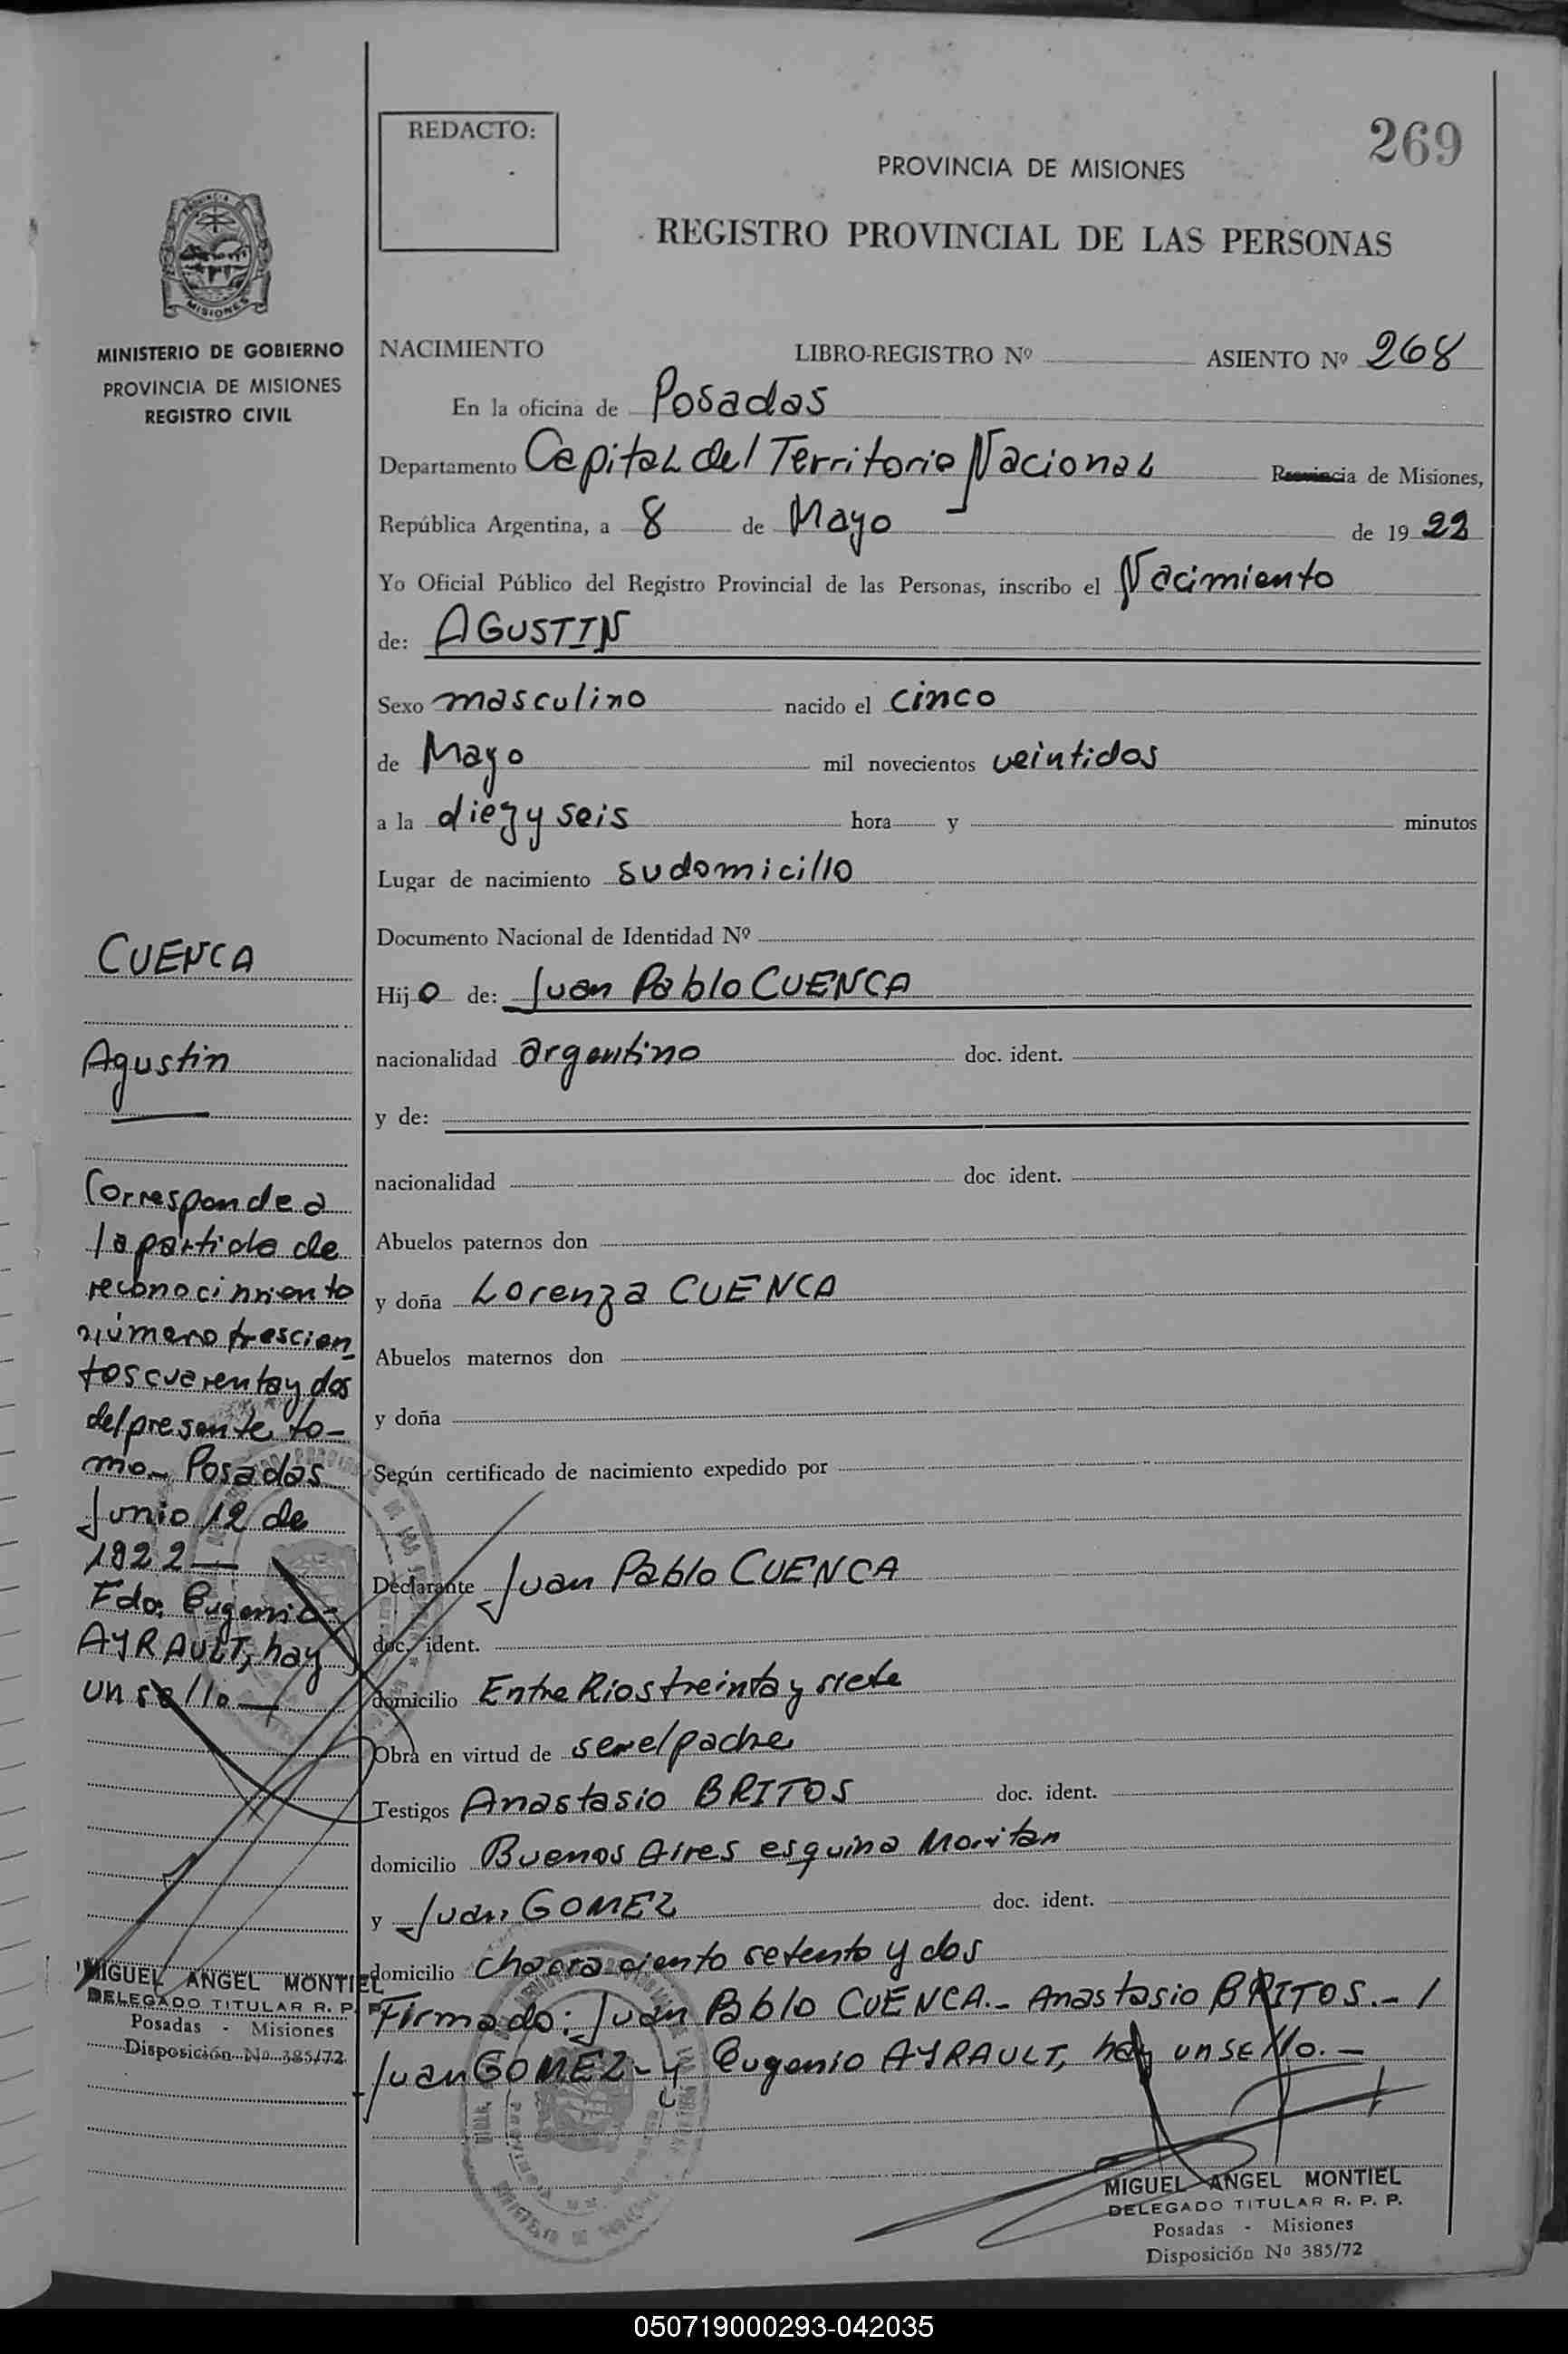 REDACTO:
269
PROVINCIA DE MISIONES
REGISTRO PROVINCIAL DE LAS PERSONAS
MISIONES
MINISTERIO DE GOBIERNO
PROVINCIA DE MISIONES
REGISTRO CIVIL
NACIMIENTO LIBRO-REGISTRO Nº ASIENTO Nº 268
En la oficina de Posadas
Departamento Capital del Territorio Nacional Provincia de Misiones,
República Argentina, a 8 de Mayo de 1922
Yo Oficial Público del Registro Provincial de las Personas, inscribo el Nacimiento
de: AGUSTIN
Sexo masculino nacido el cinco
de Mayo mil novecientos veintidos
a la diez y seis hora y minutos
Lugar de nacimiento su domicilio
Documento Nacional de Identidad Nº
Hijo de: Juan Pablo CUENCA
nacionalidad argentino doc. ident.
y de:
nacionalidad doc ident.
Abuelos paternos don
y doña Lorenza CUENCA
Abuelos maternos don
y doña
Según certificado de nacimiento expedido por
Declarante Juan Pablo CUENCA
doc. ident.
domicilio Entre Rios treinta y siete
Obra en virtud de ser el padre
Testigos Anastasio BRITOS doc. ident.
domicilio Buenos Aires esquina
y Juan GOMEZ doc. ident.
domicilio chacra ciento setenta y dos
Firmado: Juan Pablo CUENCA.- Anastasio BRITOS.- /
Juan GOMEZ - y Eugenio AYRAULT, hay un sello.-
MIGUEL ANGEL MONTIEL
DELEGADO TITULAR R. P. P.
Posadas - Misiones
Disposición Nº 385/72
CUENCA
Agustin
Corresponde a
la partida de
reconocimiento
número trescien
tos cuarenta y dos
del presente to-
mo.- Posadas
Junio 12 de
1922 —
Fdo: Eugenio
AYRAULT, hay
un sello —
MIGUEL ANGEL MONTIEL
DELEGADO TITULAR R. P. P.
Posadas - Misiones
Disposición Nº 385/72
050719000293-042035